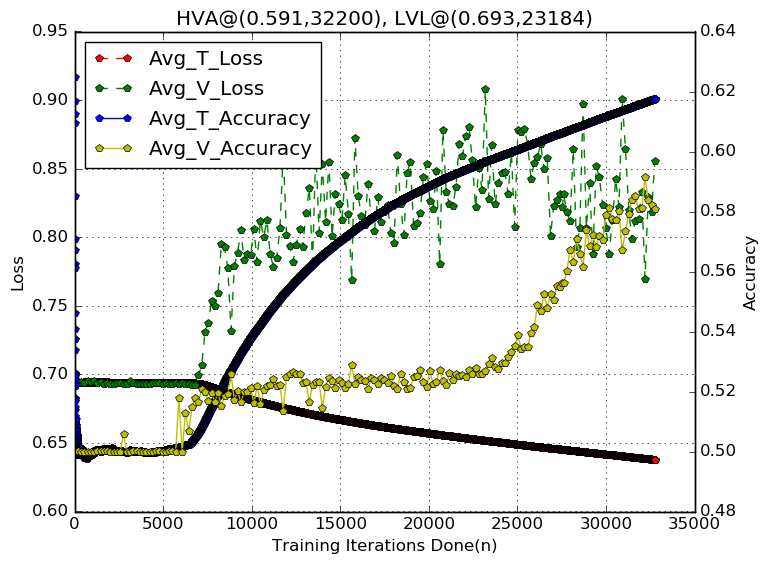 HVA@(0.591,32200), LVL@(0.693,23184)
Avg_T_Loss
Avg_V_Loss
Avg_T_Accuracy
Avg_V_Accuracy
0.95
0.90
0.85
0.80
0.75
0.70
0.65
0.60
Loss
0.64
0.62
0.60
0.58
0.56
0.54
0.52
0.50
0.48
Accuracy
0 5000 10000 15000 20000 25000 30000 35000
Training Iterations Done(n)